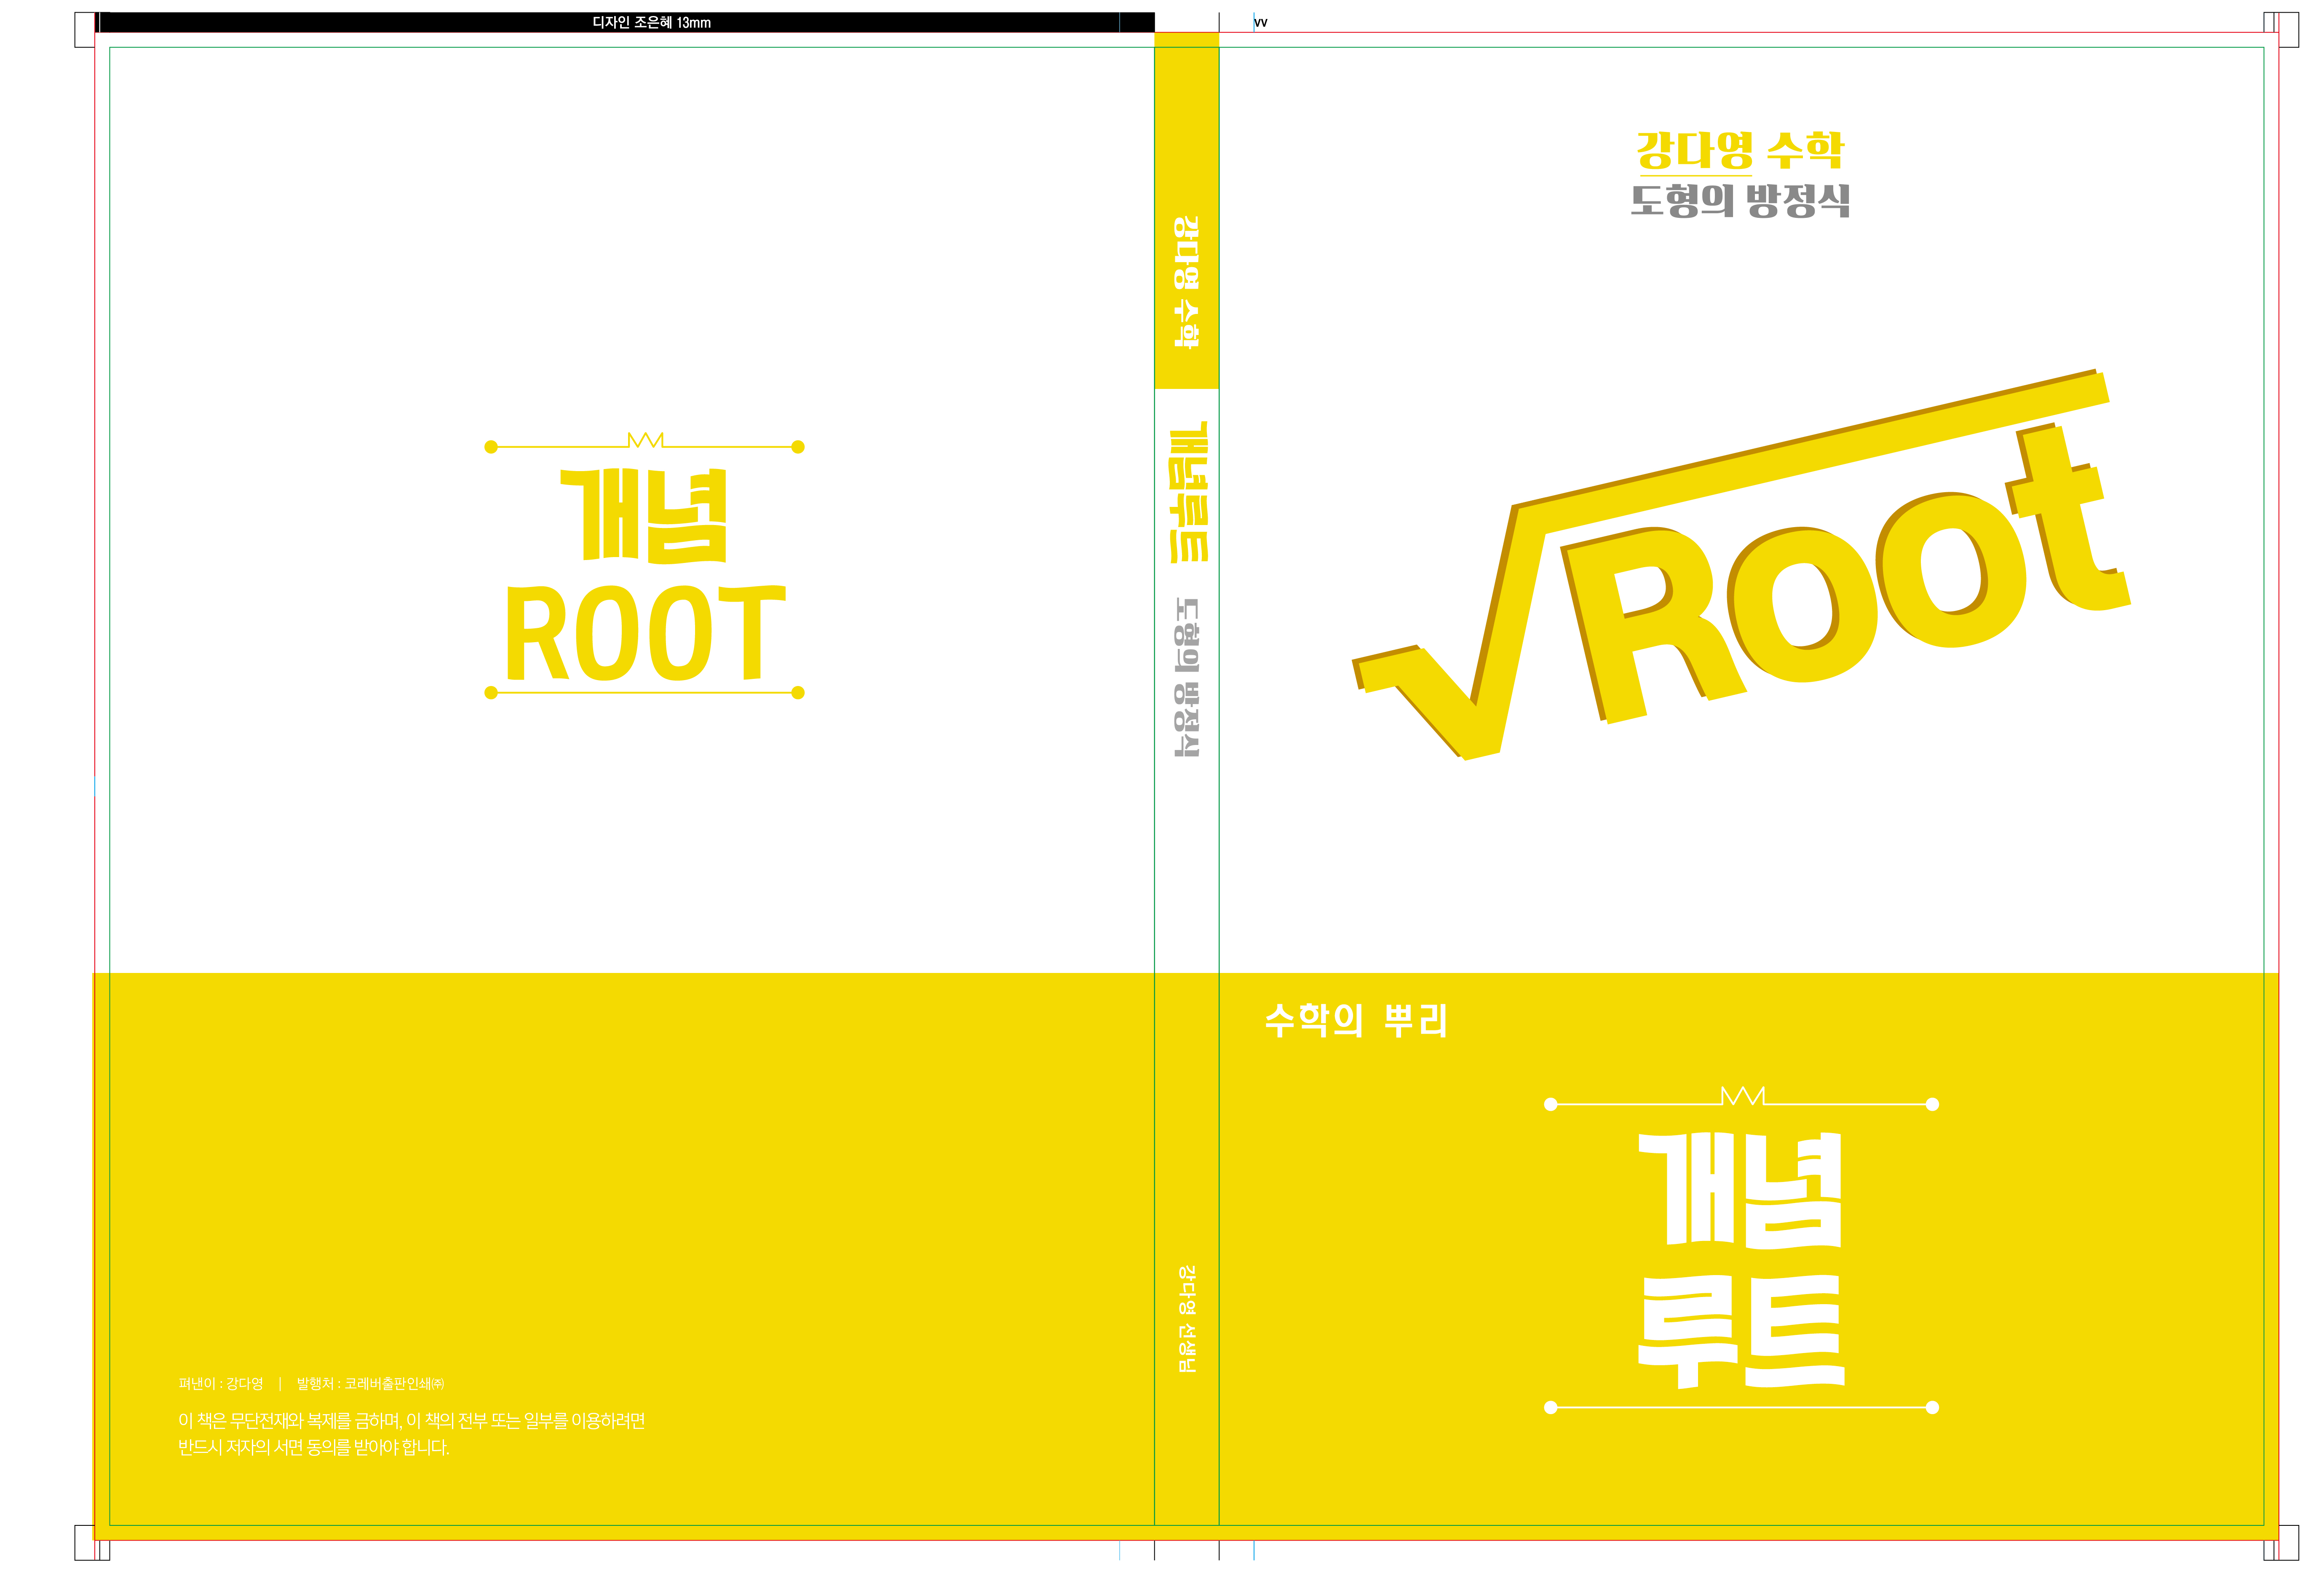 디자인 조은혜 13mm
vv
개념
ROOT
펴낸이 : 강다영 | 발행처 : 코레버출판인쇄㈜
이 책은 무단전재와 복제를 금하며, 이 책의 전부 또는 일부를 이용하려면
반드시 저자의 서면 동의를 받아야 합니다.
강다영 수학
개념루트
도형의 방정식
강다영 선생님
강다영 수학
도형의 방정식
√Root
수학의 뿌리
개념
루트